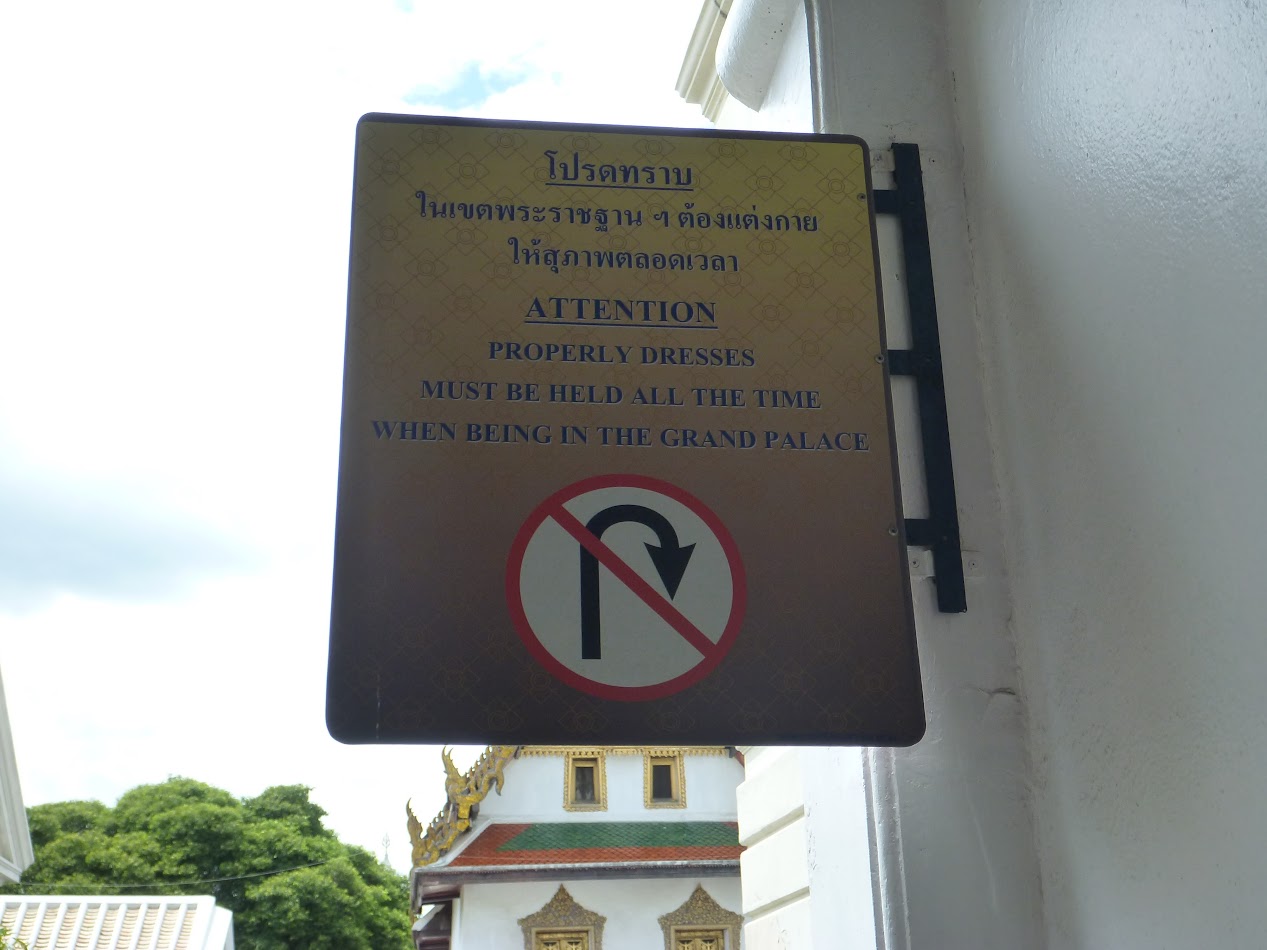 โปรดทราบ
ในเขตพระราชฐาน ๆ ต้องแต่งกาย
ให้สุภาพตลอดเวลา
ATTENTION
PROPERLY DRESSES
MUST BE HELD ALL THE TIME
WHEN BEING IN THE GRAND PALACE